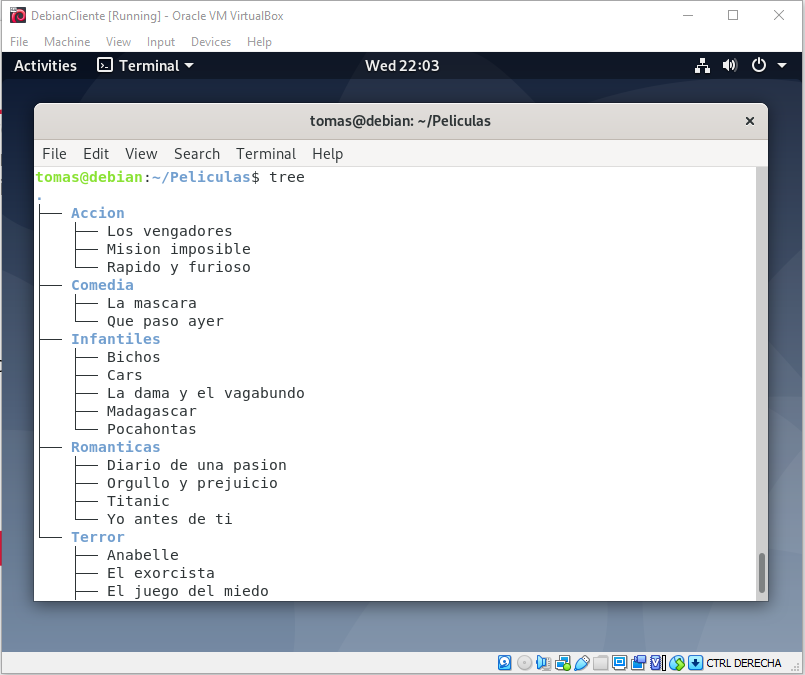 DebianCliente [Running] - Oracle VM VirtualBox
File Machine View Input Devices Help
Activities Terminal Wed 22:03
tomas@debian: ~/Peliculas
File Edit View Search Terminal Help
tomas@debian:~/Peliculas$ tree
.
├── Accion
│   ├── Los vengadores
│   ├── Mision imposible
│   └── Rapido y furioso
├── Comedia
│   ├── La mascara
│   └── Que paso ayer
├── Infantiles
│   ├── Bichos
│   ├── Cars
│   ├── La dama y el vagabundo
│   ├── Madagascar
│   └── Pocahontas
├── Romanticas
│   ├── Diario de una pasion
│   ├── Orgullo y prejuicio
│   ├── Titanic
│   └── Yo antes de ti
└── Terror
    ├── Anabelle
    ├── El exorcista
    ├── El juego del miedo
CTRL DERECHA